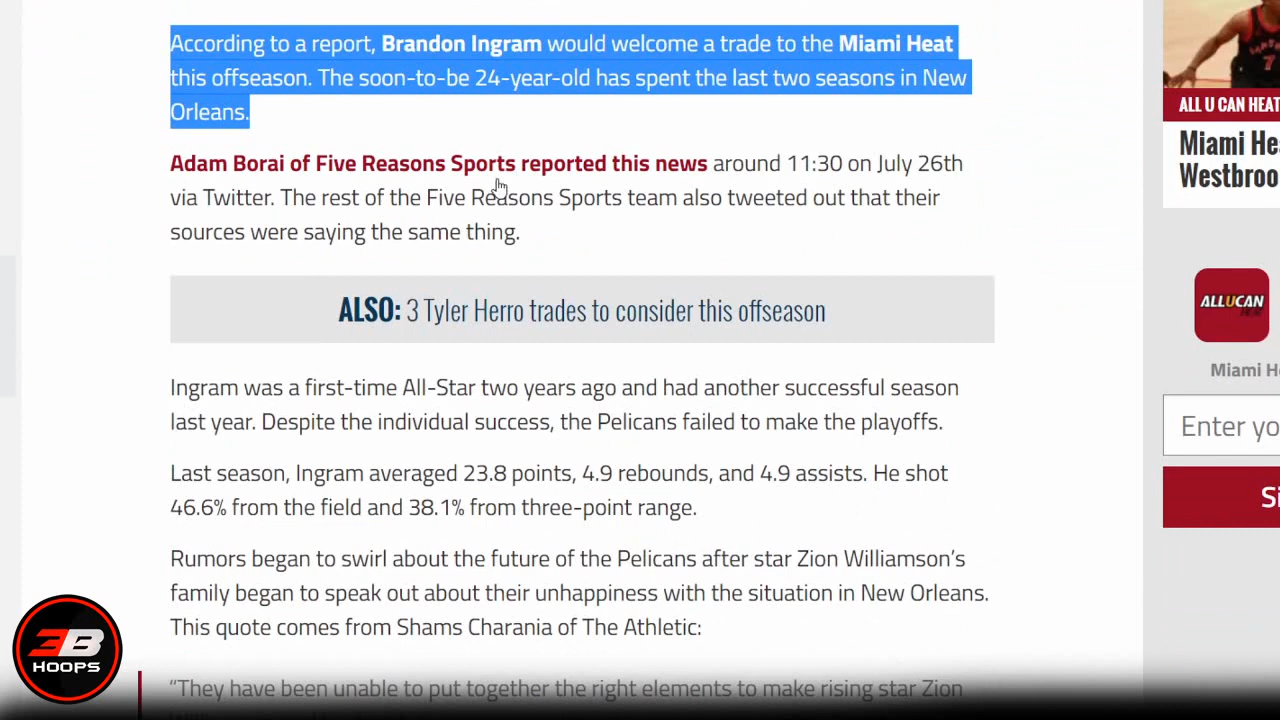 According to a report, Brandon Ingram would welcome a trade to the Miami Heat
this offseason. The soon-to-be 24-year-old has spent the last two seasons in New
Orleans.
Adam Borai of Five Reasons Sports reported this news around 11:30 on July 26th
via Twitter. The rest of the Five Reasons Sports team also tweeted out that their
sources were saying the same thing.
ALSO: 3 Tyler Herro trades to consider this offseason
Ingram was a first-time All-Star two years ago and had another successful season
last year. Despite the individual success, the Pelicans failed to make the playoffs.
Last season, Ingram averaged 23.8 points, 4.9 rebounds, and 4.9 assists. He shot
46.6% from the field and 38.1% from three-point range.
Rumors began to swirl about the future of the Pelicans after star Zion Williamson's
family began to speak out about their unhappiness with the situation in New Orleans.
This quote comes from Shams Charania of The Athletic:
“They have been unable to put together the right elements to make rising star Zion
7
ALL U CAN HEAT
Miami He
Westbroo
ALLUCAN
HEAT
Miami H
Enter yo
Si
3B
HOOPS